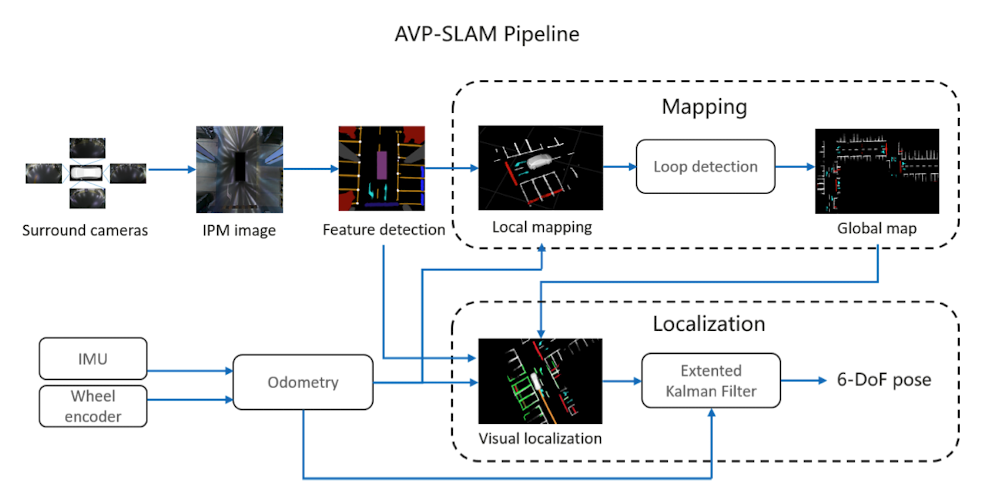 AVP-SLAM Pipeline
Mapping
Loop detection
Surround cameras
IPM image
Feature detection
Local mapping
Global map
Localization
IMU
Wheel
encoder
Odometry
Extented
Kalman Filter
6-DoF pose
Visual localization